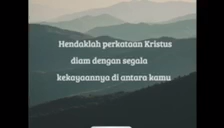 Hendaklah perkataan Kristus
diam dengan segala
kekayaannya di antara kamu